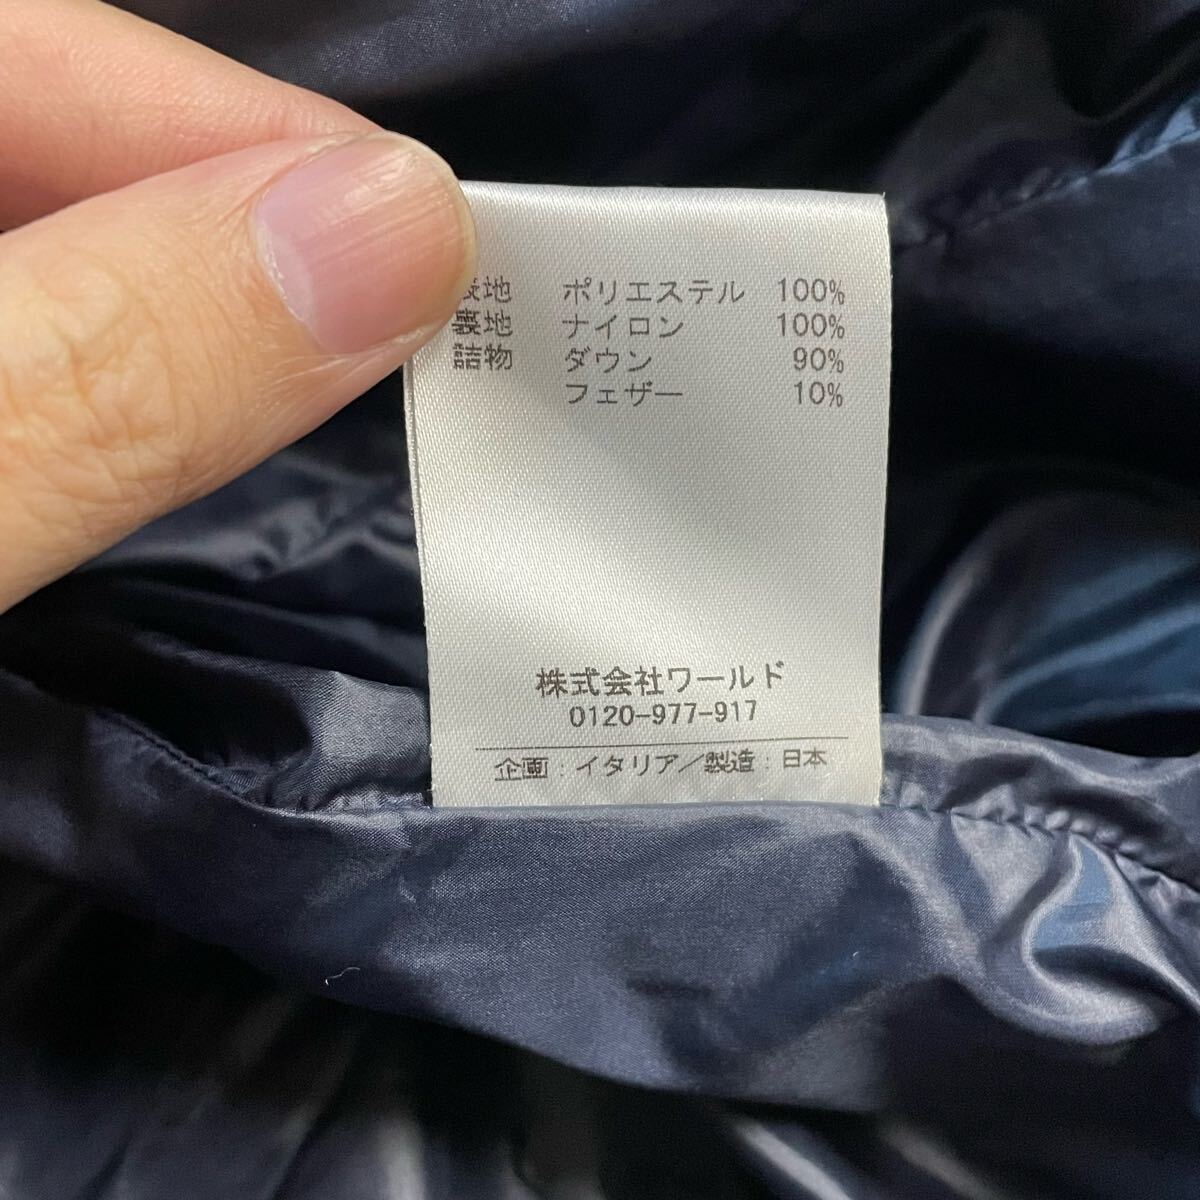 表地 ポリエステル 100%
裏地 ナイロン 100%
詰物 ダウン 90%
フェザー 10%
株式会社ワールド
0120-977-917
企画：イタリア／製造：日本